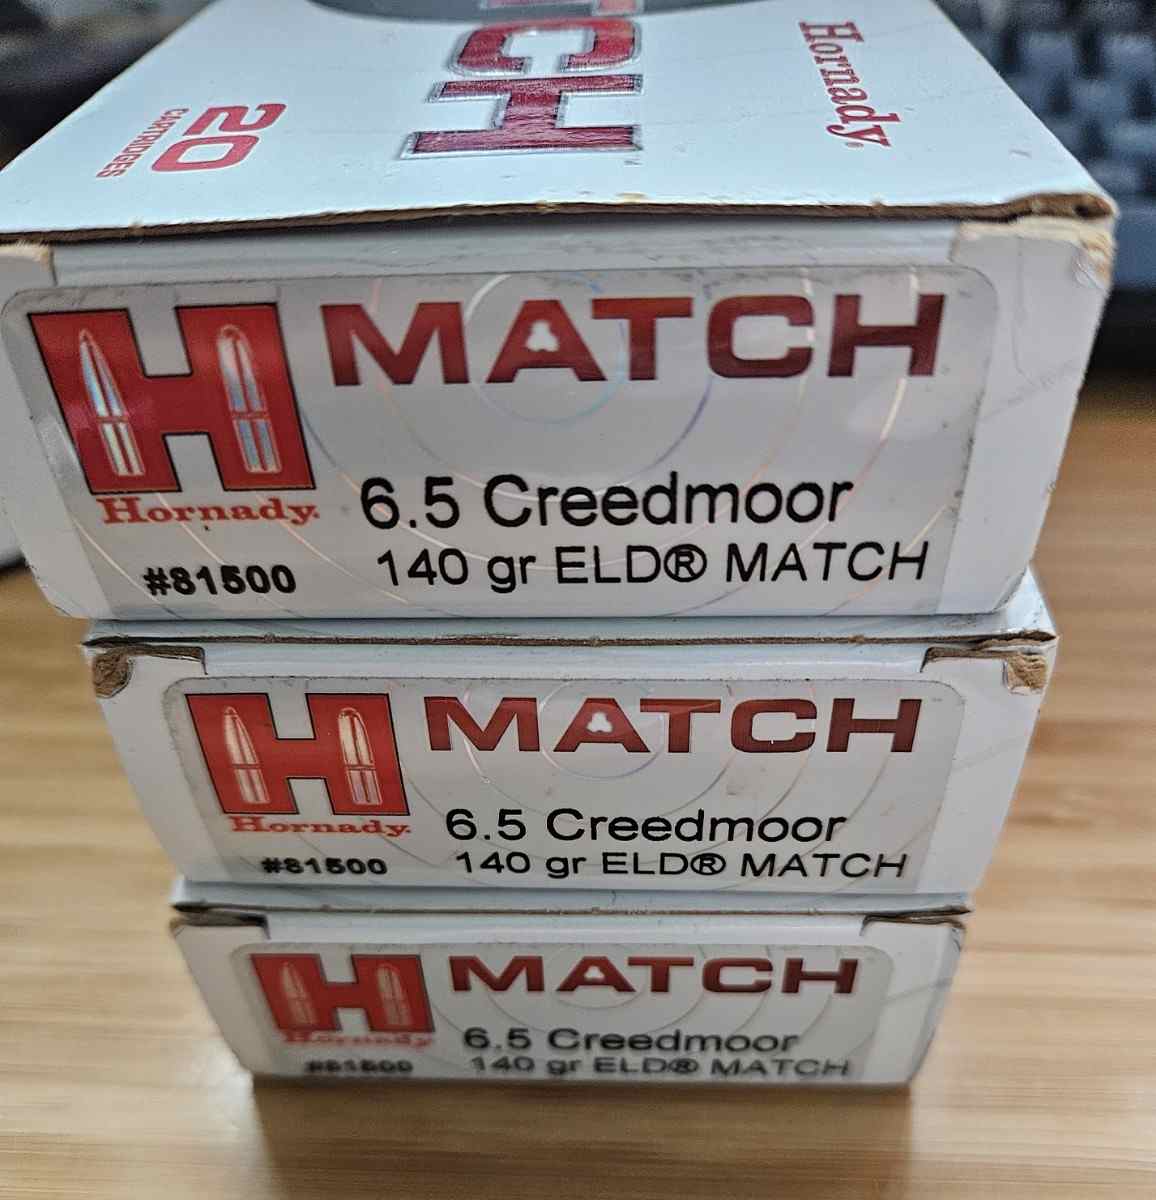 MATCH
Hornady
20
CARTRIDGES
H MATCH
Hornady
6.5 Creedmoor
#81500
140 gr ELD® MATCH
H MATCH
Hornady
6.5 Creedmoor
#81500
140 gr ELD® MATCH
H MATCH
Hornady
6.5 Creedmoor
#81500
140 gr ELD® MATCH